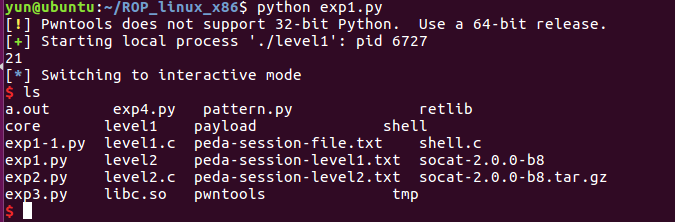 yun@ubuntu:~/ROP_linux_x86$ python exp1.py
[!] Pwntools does not support 32-bit Python.  Use a 64-bit release.
[+] Starting local process './level1': pid 6727
21
[*] Switching to interactive mode
$ ls
a.out       exp4.py   pattern.py                retlib
core       level1    payload                shell
exp1-1.py  level1.c  peda-session-file.txt    shell.c
exp1.py    level2    peda-session-level1.txt  socat-2.0.0-b8
exp2.py    level2.c  peda-session-level2.txt  socat-2.0.0-b8.tar.gz
exp3.py    libc.so   pwntools                 tmp
$